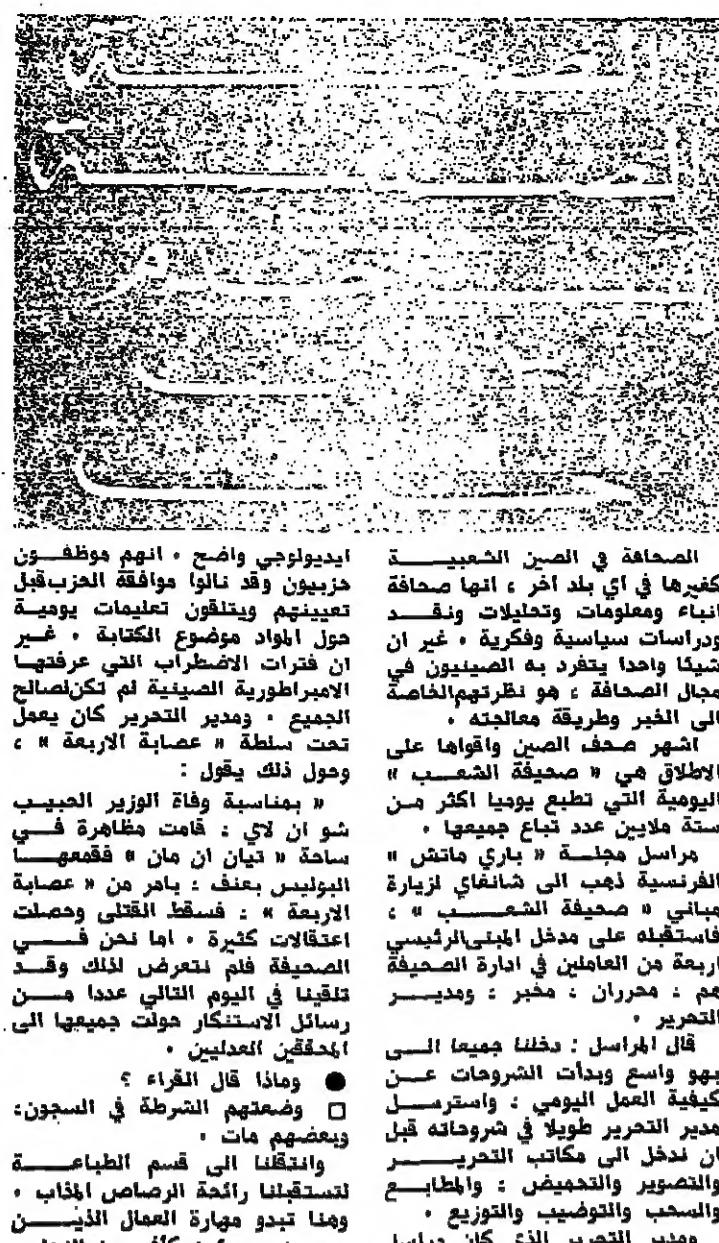 الصحافة في الصين الشعبية
كغيرها في أي بلد اخر ، انها صحافة
انباء ومعلومات وتحليلات ونقد
ودراسات سياسية وفكرية . غير ان
شيئا واحدا يتفرد به الصينيون في
مجال الصحافة ، هو نظرتهم الخاصة
الى الخبر وطريقة معالجته .
اشهر صحف الصين واقواها على
الاطلاق هي « صحيفة الشعب »
اليومية التي تطبع يوميا اكثر من
ستة ملايين عدد تباع جميعها .
مراسل مجلة « باري ماتش »
الفرنسية ذهب الى شانغاي لزيارة
مباني « صحيفة الشعب » ،
فاستقبله على مدخل المبنى الرئيسي
اربعة من العاملين في ادارة الصحيفة
هم : محرران ، مخبر ، ومدير
التحرير .
قال المراسل : دخلنا جميعا الى
بهو واسع وبدأت الشروحات عن
كيفية العمل اليومي ، واسترسل
مدير التحرير طويلا في شروحاته قبل
ان ندخل الى مكاتب التحرير
والتصوير والتحميض ، والمطابع
والسحب والتوضيب والتوزيع .
ومدير التحرير الذي كان مراسل
ايديولوجي واضح . انهم موظفون
حزبيون وقد نالوا موافقة الحزب قبل
تعيينهم ويتلقون تعليمات يومية
حول المواد موضوع الكتابة . غير
ان فترات الاضطراب التي عرفتها
الامبراطورية الصينية لم تكن لصالح
الجميع . ومدير التحرير كان يعمل
تحت سلطة « عصابة الاربعة » ،
وحول ذلك يقول :
« بمناسبة وفاة الوزير الحبيب
شو ان لاي ، قامت مظاهرة في
ساحة « تيان ان مان » فقمعها
البوليس بعنف ، بامر من « عصابة
الاربعة » ، فسقط القتلى وحصلت
اعتقالات كثيرة . اما نحن في
الصحيفة فلم نتعرض لذلك وقد
تلقينا في اليوم التالي عددا من
رسائل الاستنكار حولت جميعها الى
المحققين العدليين .
● وماذا قال القراء ؟
□ وضعتهم الشرطة في السجون،
وبعضهم مات .
وانتقلنا الى قسم الطباعة
لتستقبلنا رائحة الرصاص المذاب .
وهنا تبدو مهارة العمال الذين